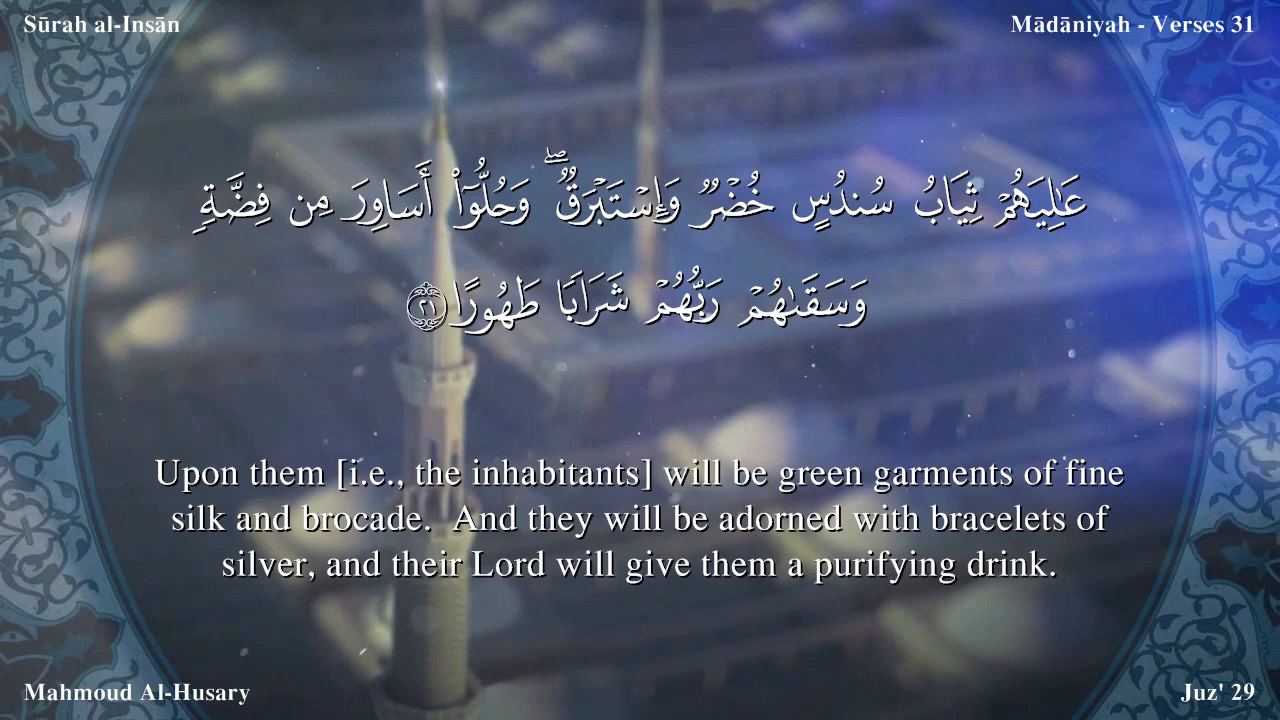 Sūrah al-Insān
Mādāniyah - Verses 31
عَٰلِيَهُمْ ثِيَابُ سُندُسٍ خُضْرٌ وَإِسْتَبْرَقٌ ۖ وَحُلُّوٓا۟ أَسَاوِرَ مِن فِضَّةٍ
وَسَقَىٰهُمْ رَبُّهُمْ شَرَابًا طَهُورًا ٢١
Upon them [i.e., the inhabitants] will be green garments of fine
silk and brocade.  And they will be adorned with bracelets of
silver, and their Lord will give them a purifying drink.
Mahmoud Al-Husary
Juz' 29